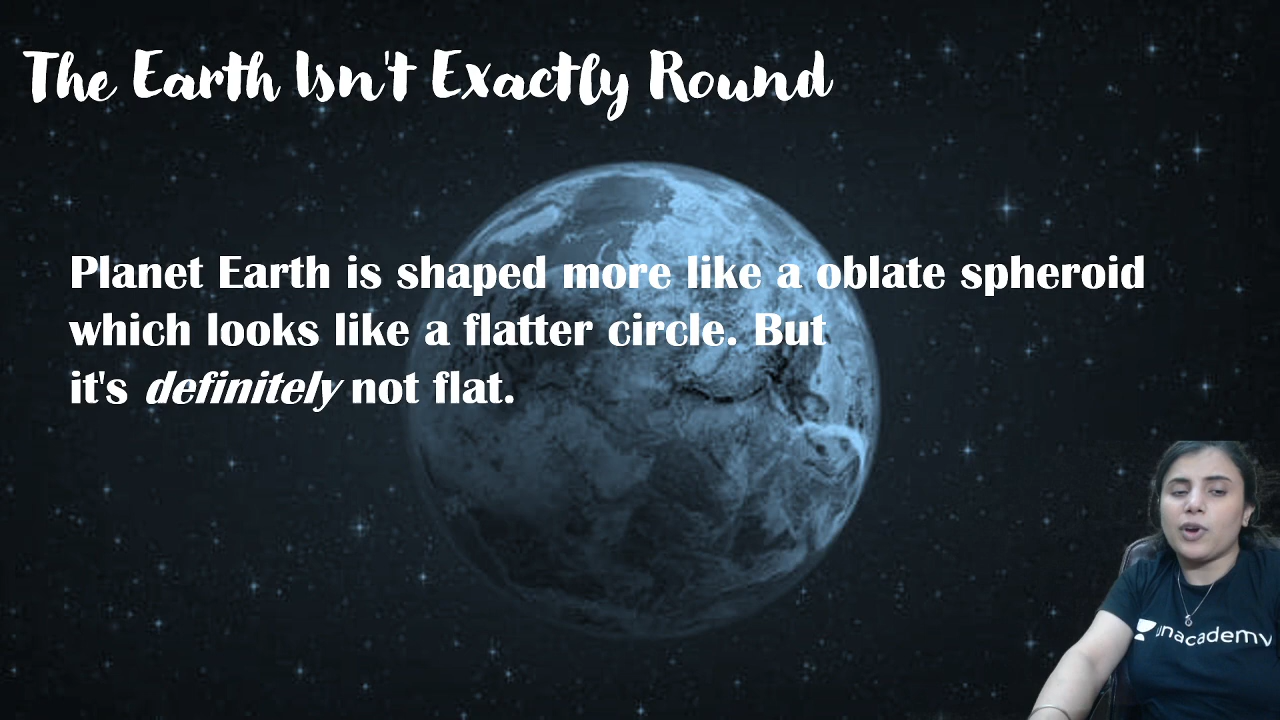 The Earth Isn't Exactly Round
Planet Earth is shaped more like a oblate spheroid
which looks like a flatter circle. But
it's definitely not flat.
unacademy